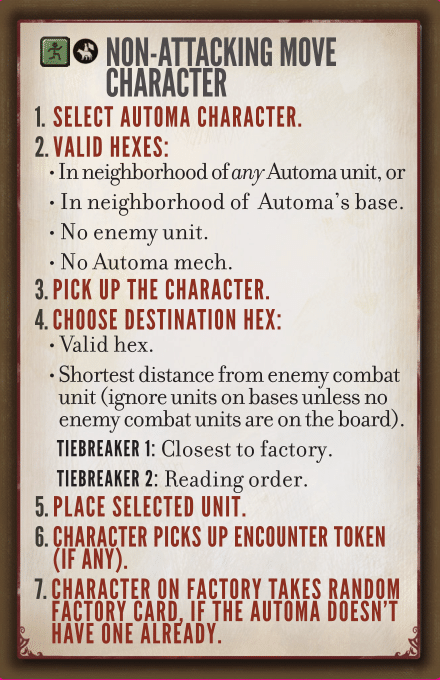 NON-ATTACKING MOVE
CHARACTER
1. SELECT AUTOMA CHARACTER.
2. VALID HEXES:
• In neighborhood of any Automa unit, or
• In neighborhood of Automa's base.
• No enemy unit.
• No Automa mech.
3. PICK UP THE CHARACTER.
4. CHOOSE DESTINATION HEX:
• Valid hex.
• Shortest distance from enemy combat
unit (ignore units on bases unless no
enemy combat units are on the board).
TIEBREAKER 1: Closest to factory.
TIEBREAKER 2: Reading order.
5. PLACE SELECTED UNIT.
6. CHARACTER PICKS UP ENCOUNTER TOKEN
(IF ANY).
7. CHARACTER ON FACTORY TAKES RANDOM
FACTORY CARD, IF THE AUTOMA DOESN'T
HAVE ONE ALREADY.